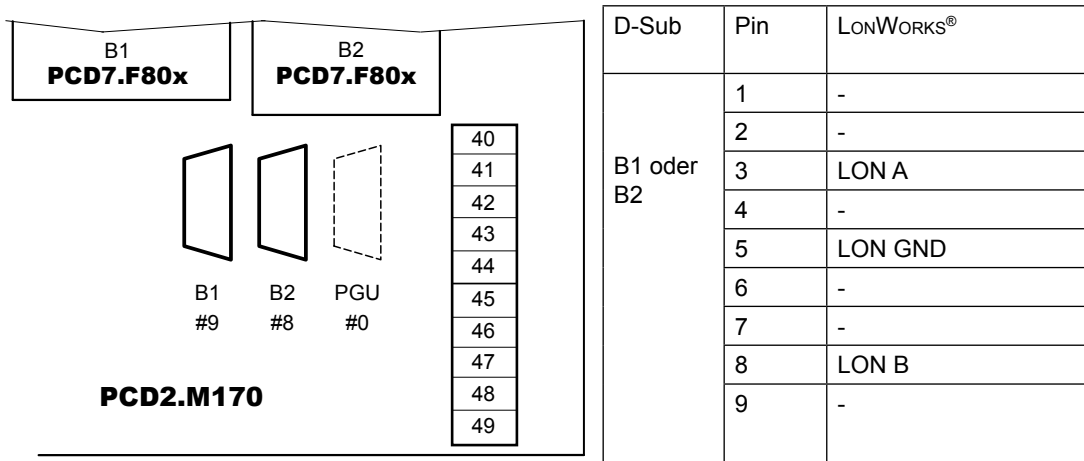 B1
PCD7.F80x
B2
PCD7.F80x
40
41
42
43
44
45
46
47
48
49
B1 B2 PGU
#9 #8 #0
PCD2.M170
D-Sub Pin LONWORKS®
B1 oder
B2
1 -
2 -
3 LON A
4 -
5 LON GND
6 -
7 -
8 LON B
9 -